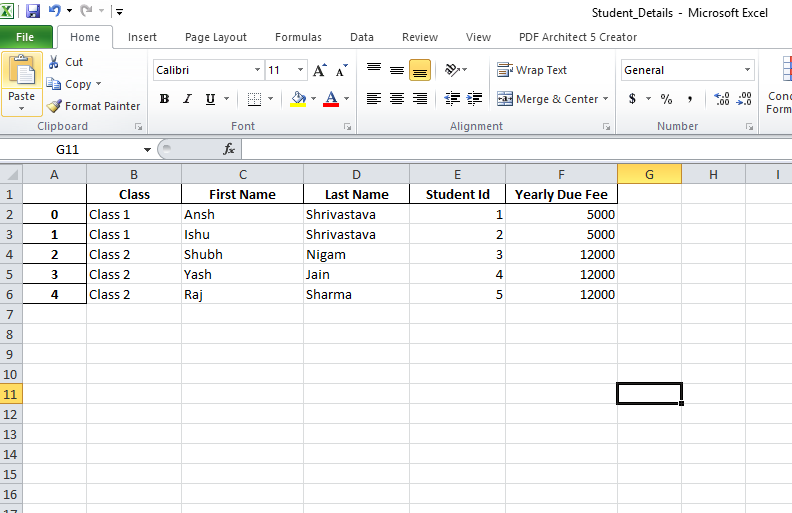 Student_Details - Microsoft Excel
File Home Insert Page Layout Formulas Data Review View PDF Architect 5 Creator
Paste
Cut
Copy
Format Painter
Clipboard
Calibri 11 A A
B I U A
Font
Wrap Text
Merge & Center
Alignment
General
$ % , .00 .00
Number
Cond
Form
G11 fx
A B C D E F G H I
1 Class First Name Last Name Student Id Yearly Due Fee
2 0 Class 1 Ansh Shrivastava 1 5000
3 1 Class 1 Ishu Shrivastava 2 5000
4 2 Class 2 Shubh Nigam 3 12000
5 3 Class 2 Yash Jain 4 12000
6 4 Class 2 Raj Sharma 5 12000
7
8
9
10
11
12
13
14
15
16
17